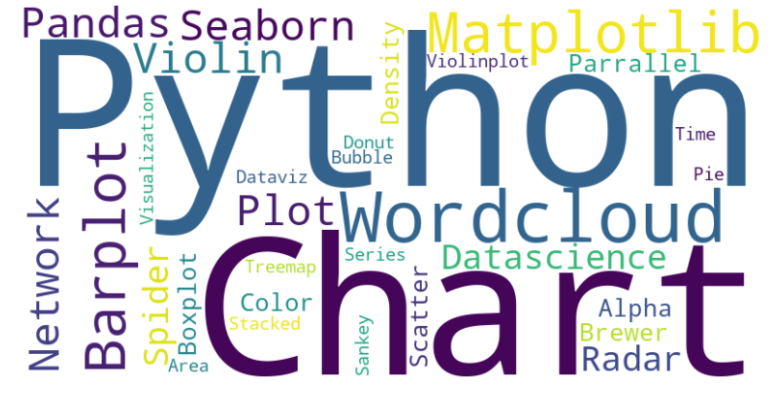 Pandas
Seaborn
Matplotlib
Violin
Density
Violinplot
Parrallel
Python
Visualization
Donut
Bubble
Time
Dataviz
Pie
Barplot
Network
Plot
Wordcloud
Spider
Boxplot
Treemap
Series
Datascience
Chart
Color
Stacked
Sankey
Scatter
Alpha
Brewer
Area
Radar